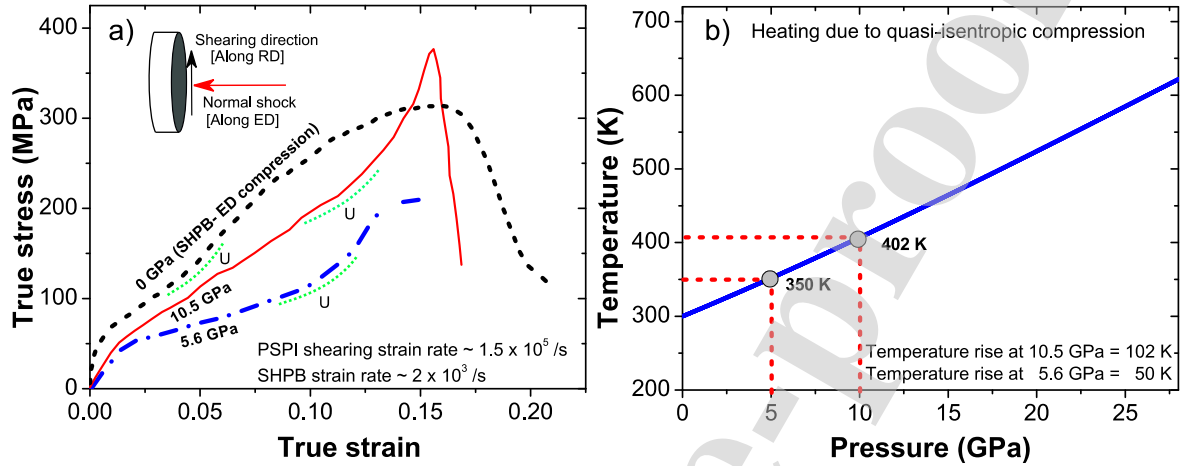 a)
Shearing direction
[Along RD]
Normal shock
[Along ED]
0 GPa (SHPB- ED compression)
U
10.5 GPa
5.6 GPa
U
U
PSPI shearing strain rate ~ 1.5 x 10⁵ /s
SHPB strain rate ~ 2 x 10³ /s
True stress (MPa)
400
300
200
100
0
0.00 0.05 0.10 0.15 0.20
True strain
b)
Heating due to quasi-isentropic compression
402 K
350 K
Temperature rise at 10.5 GPa = 102 K
Temperature rise at 5.6 GPa = 50 K
Temperature (K)
700
600
500
400
300
200
0 5 10 15 20 25
Pressure (GPa)